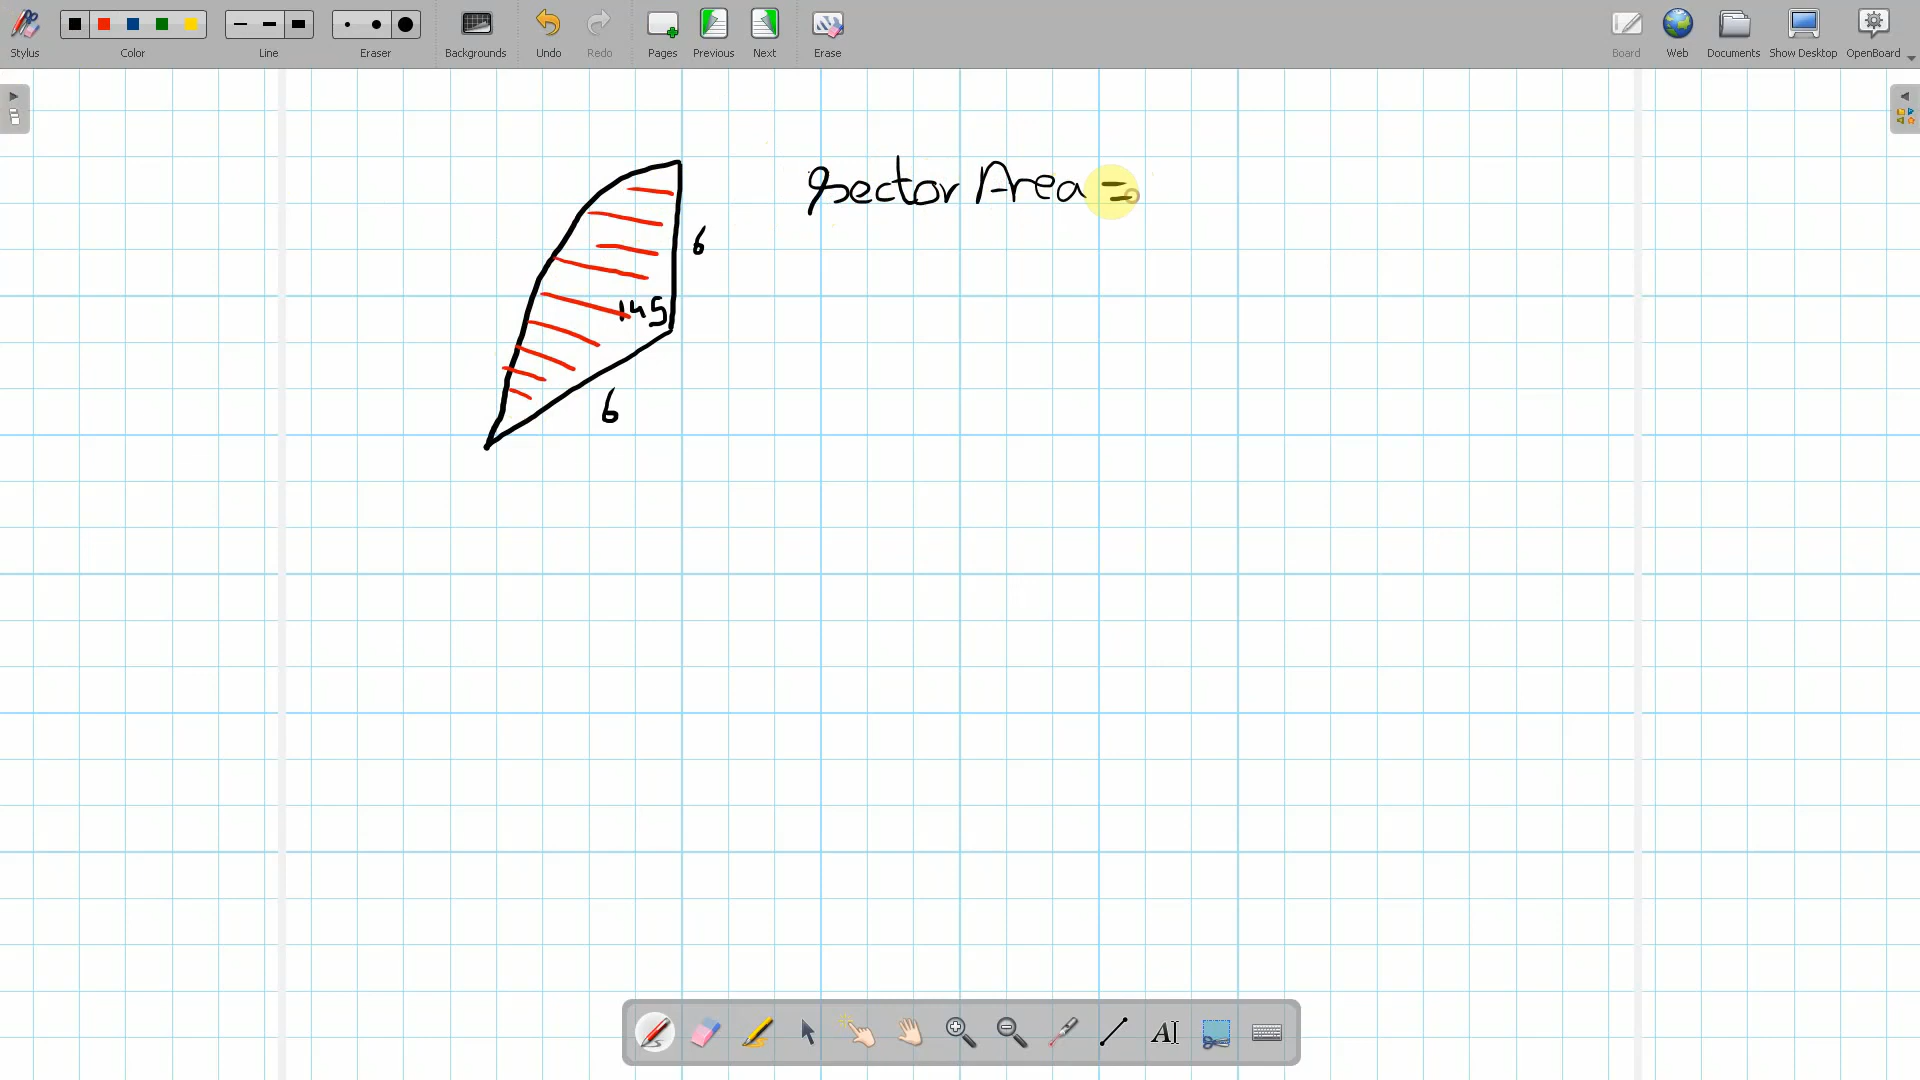 Stylus
Color
Line
Eraser
Backgrounds
Undo
Redo
Pages
Previous
Next
Erase
Board
Web
Documents
Show Desktop
OpenBoard
Sector Area =
6
145
6